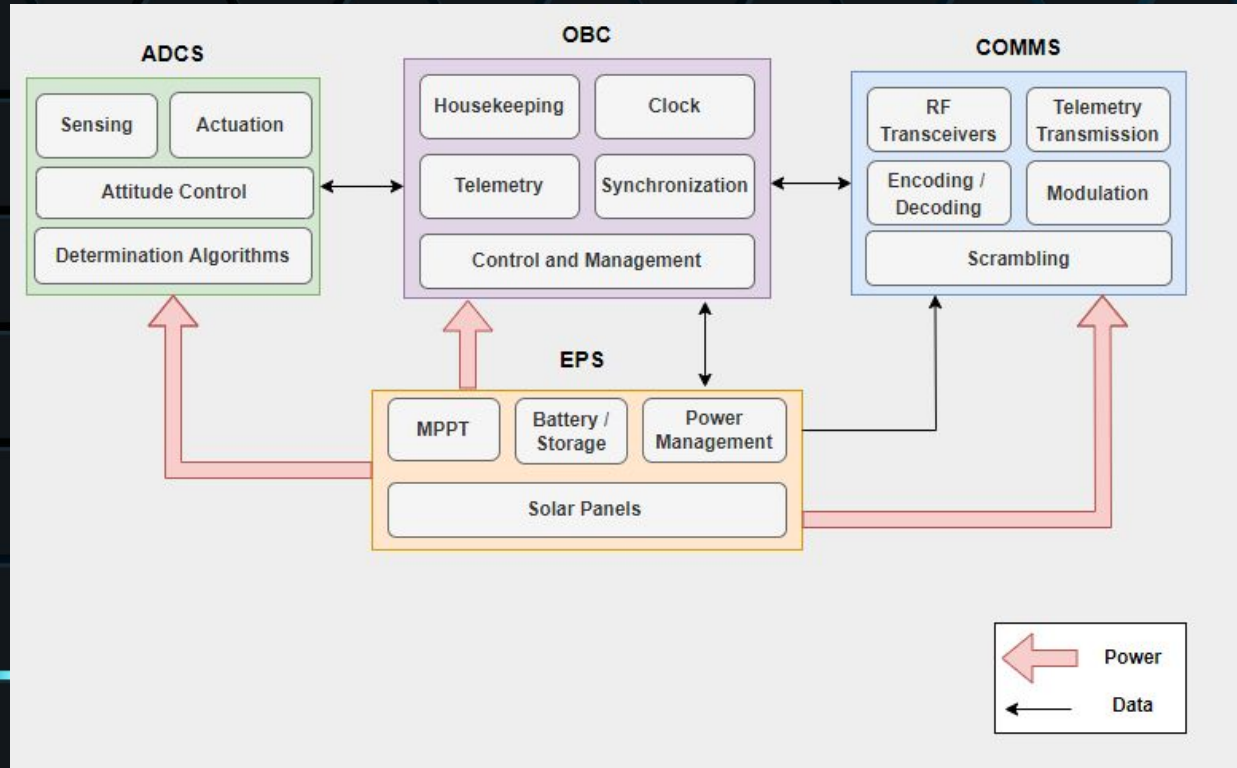 ADCS
OBC
COMMS
Sensing
Actuation
Attitude Control
Determination Algorithms
Housekeeping
Clock
Telemetry
Synchronization
Control and Management
RF
Transceivers
Telemetry
Transmission
Encoding /
Decoding
Modulation
Scrambling
EPS
MPPT
Battery /
Storage
Power
Management
Solar Panels
Power
Data